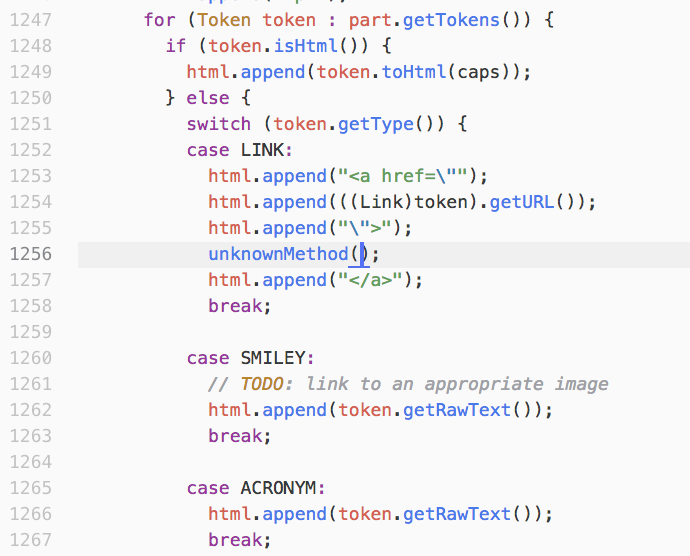 1247 for (Token token : part.getTokens()) {
1248 if (token.isHtml()) {
1249 html.append(token.toHtml(caps));
1250 } else {
1251 switch (token.getType()) {
1252 case LINK:
1253 html.append("<a href=\"");
1254 html.append(((Link)token).getURL());
1255 html.append("\">");
1256 unknownMethod();
1257 html.append("</a>");
1258 break;
1259
1260 case SMILEY:
1261 // TODO: link to an appropriate image
1262 html.append(token.getRawText());
1263 break;
1264
1265 case ACRONYM:
1266 html.append(token.getRawText());
1267 break;